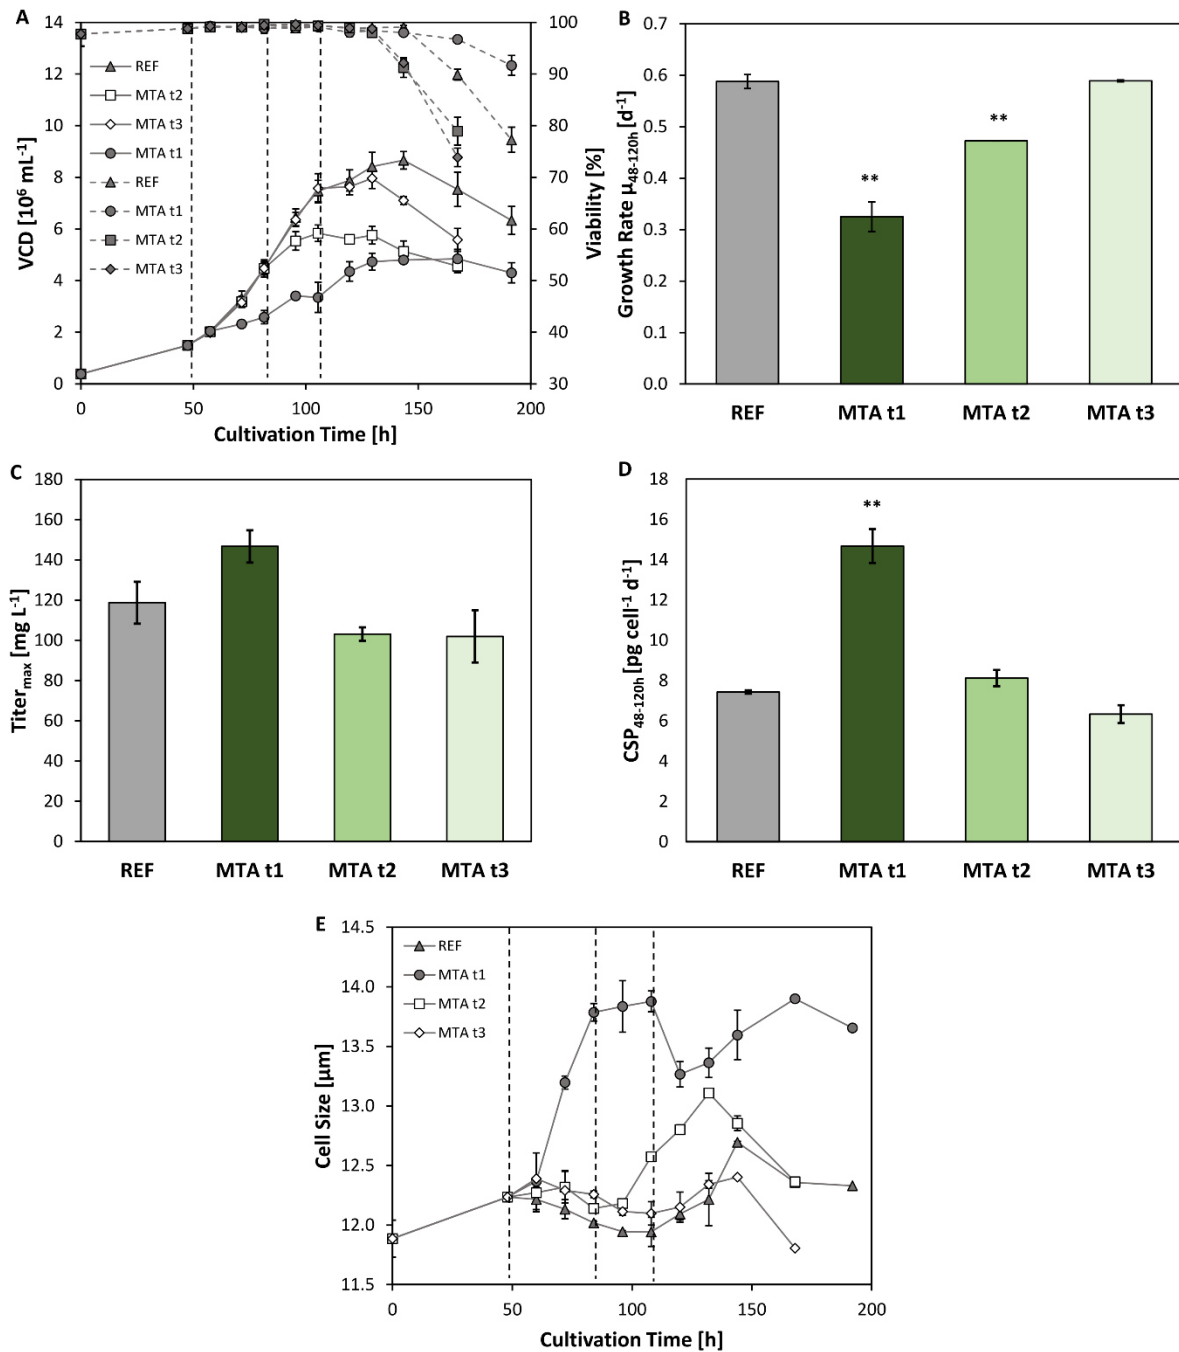 A
14
12
10
8
6
4
2
0
VCD [10⁶ mL⁻¹]
REF
MTA t2
MTA t3
MTA t1
REF
MTA t1
MTA t2
MTA t3
100
90
80
70
60
50
40
30
Viability [%]
0 50 100 150 200
Cultivation Time [h]
B
0.7
0.6
0.5
0.4
0.3
0.2
0.1
0.0
Growth Rate μ48-120h [d⁻¹]
**
**
REF MTA t1 MTA t2 MTA t3
C
180
160
140
120
100
80
60
40
20
0
Titermax [mg L⁻¹]
REF MTA t1 MTA t2 MTA t3
D
18
16
14
12
10
8
6
4
2
0
CSP48-120h [pg cell⁻¹ d⁻¹]
**
REF MTA t1 MTA t2 MTA t3
E
14.5
14.0
13.5
13.0
12.5
12.0
11.5
Cell Size [μm]
REF
MTA t1
MTA t2
MTA t3
0 50 100 150 200
Cultivation Time [h]